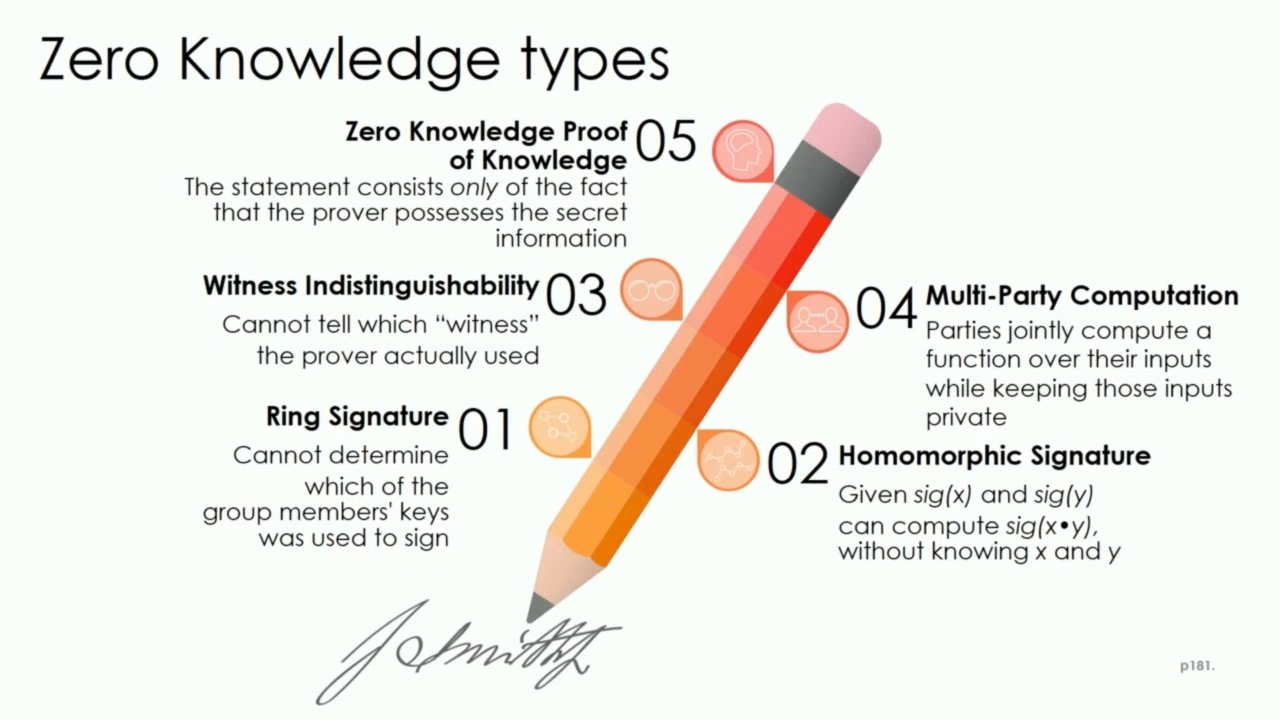 Zero Knowledge types
Zero Knowledge Proof
of Knowledge
05
The statement consists only of the fact
that the prover possesses the secret
information
Witness Indistinguishability
03
Cannot tell which “witness”
the prover actually used
04
Multi-Party Computation
Parties jointly compute a
function over their inputs
while keeping those inputs
private
Ring Signature
01
Cannot determine
which of the
group members' keys
was used to sign
02
Homomorphic Signature
Given sig(x) and sig(y)
can compute sig(x•y),
without knowing x and y
p181.